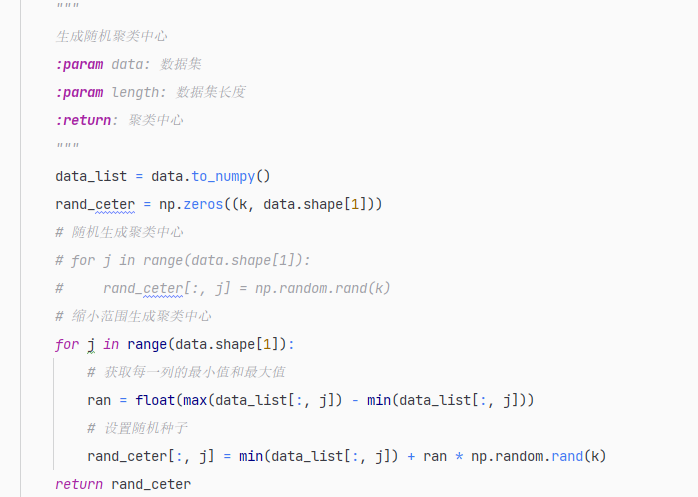 """
生成随机聚类中心
:param data: 数据集
:param length: 数据集长度
:return: 聚类中心
"""
data_list = data.to_numpy()
rand_ceter = np.zeros((k, data.shape[1]))
# 随机生成聚类中心
# for j in range(data.shape[1]):
#     rand_ceter[:, j] = np.random.rand(k)
# 缩小范围生成聚类中心
for j in range(data.shape[1]):
    # 获取每一列的最小值和最大值
    ran = float(max(data_list[:, j]) - min(data_list[:, j]))
    # 设置随机种子
    rand_ceter[:, j] = min(data_list[:, j]) + ran * np.random.rand(k)
return rand_ceter